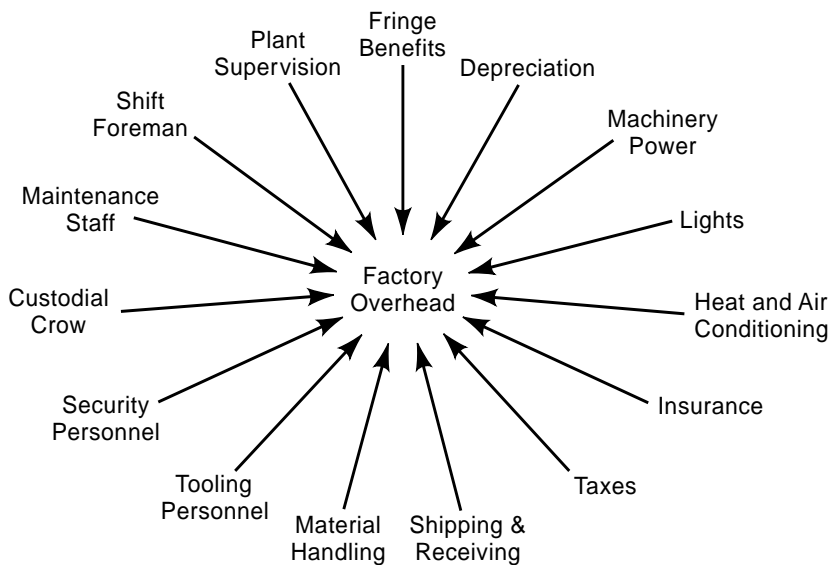 Fringe
Benefits
Plant
Supervision
Depreciation
Shift
Foreman
Machinery
Power
Maintenance
Staff
Lights
Factory
Overhead
Custodial
Crow
Heat and Air
Conditioning
Security
Personnel
Insurance
Tooling
Personnel
Taxes
Material
Handling
Shipping &
Receiving